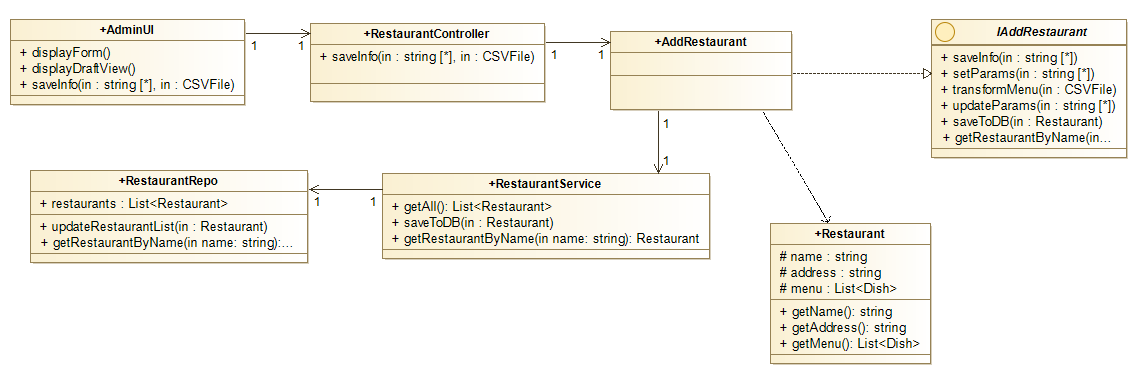 +AdminUI
+ displayForm()
+ displayDraftView()
+ saveInfo(in : string [*], in : CSVFile)
1
1
+RestaurantController
+ saveInfo(in : string [*], in : CSVFile)
1
1
+AddRestaurant
IAddRestaurant
+ saveInfo(in : string [*])
+ setParams(in : string [*])
+ transformMenu(in : CSVFile)
+ updateParams(in : string [*])
+ saveToDB(in : Restaurant)
+ getRestaurantByName(in...
1
1
+RestaurantRepo
+ restaurants : List<Restaurant>
+ updateRestaurantList(in : Restaurant)
+ getRestaurantByName(in name: string):...
1
1
+RestaurantService
+ getAll(): List<Restaurant>
+ saveToDB(in : Restaurant)
+ getRestaurantByName(in name: string): Restaurant
+Restaurant
# name : string
# address : string
# menu : List<Dish>
+ getName(): string
+ getAddress(): string
+ getMenu(): List<Dish>